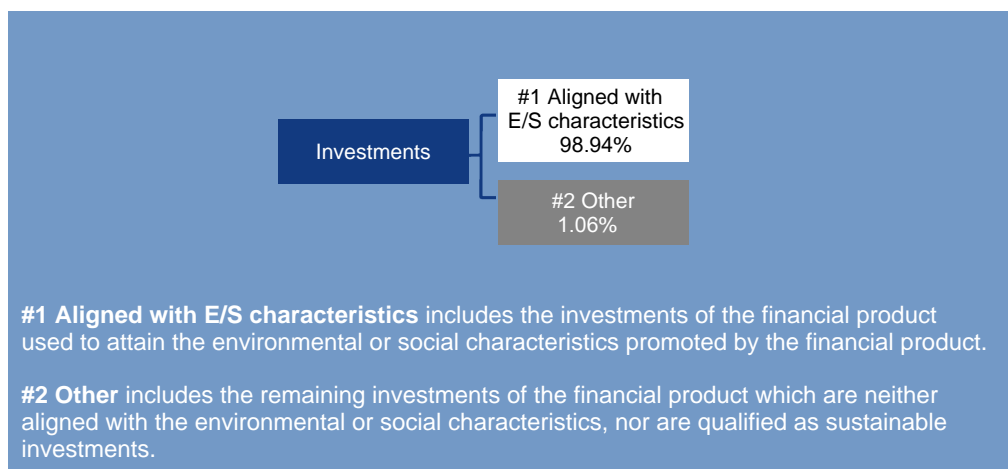 #1 Aligned with
E/S characteristics
98.94%
Investments
#2 Other
1.06%
#1 Aligned with E/S characteristics includes the investments of the financial product
used to attain the environmental or social characteristics promoted by the financial product.
#2 Other includes the remaining investments of the financial product which are neither
aligned with the environmental or social characteristics, nor are qualified as sustainable
investments.